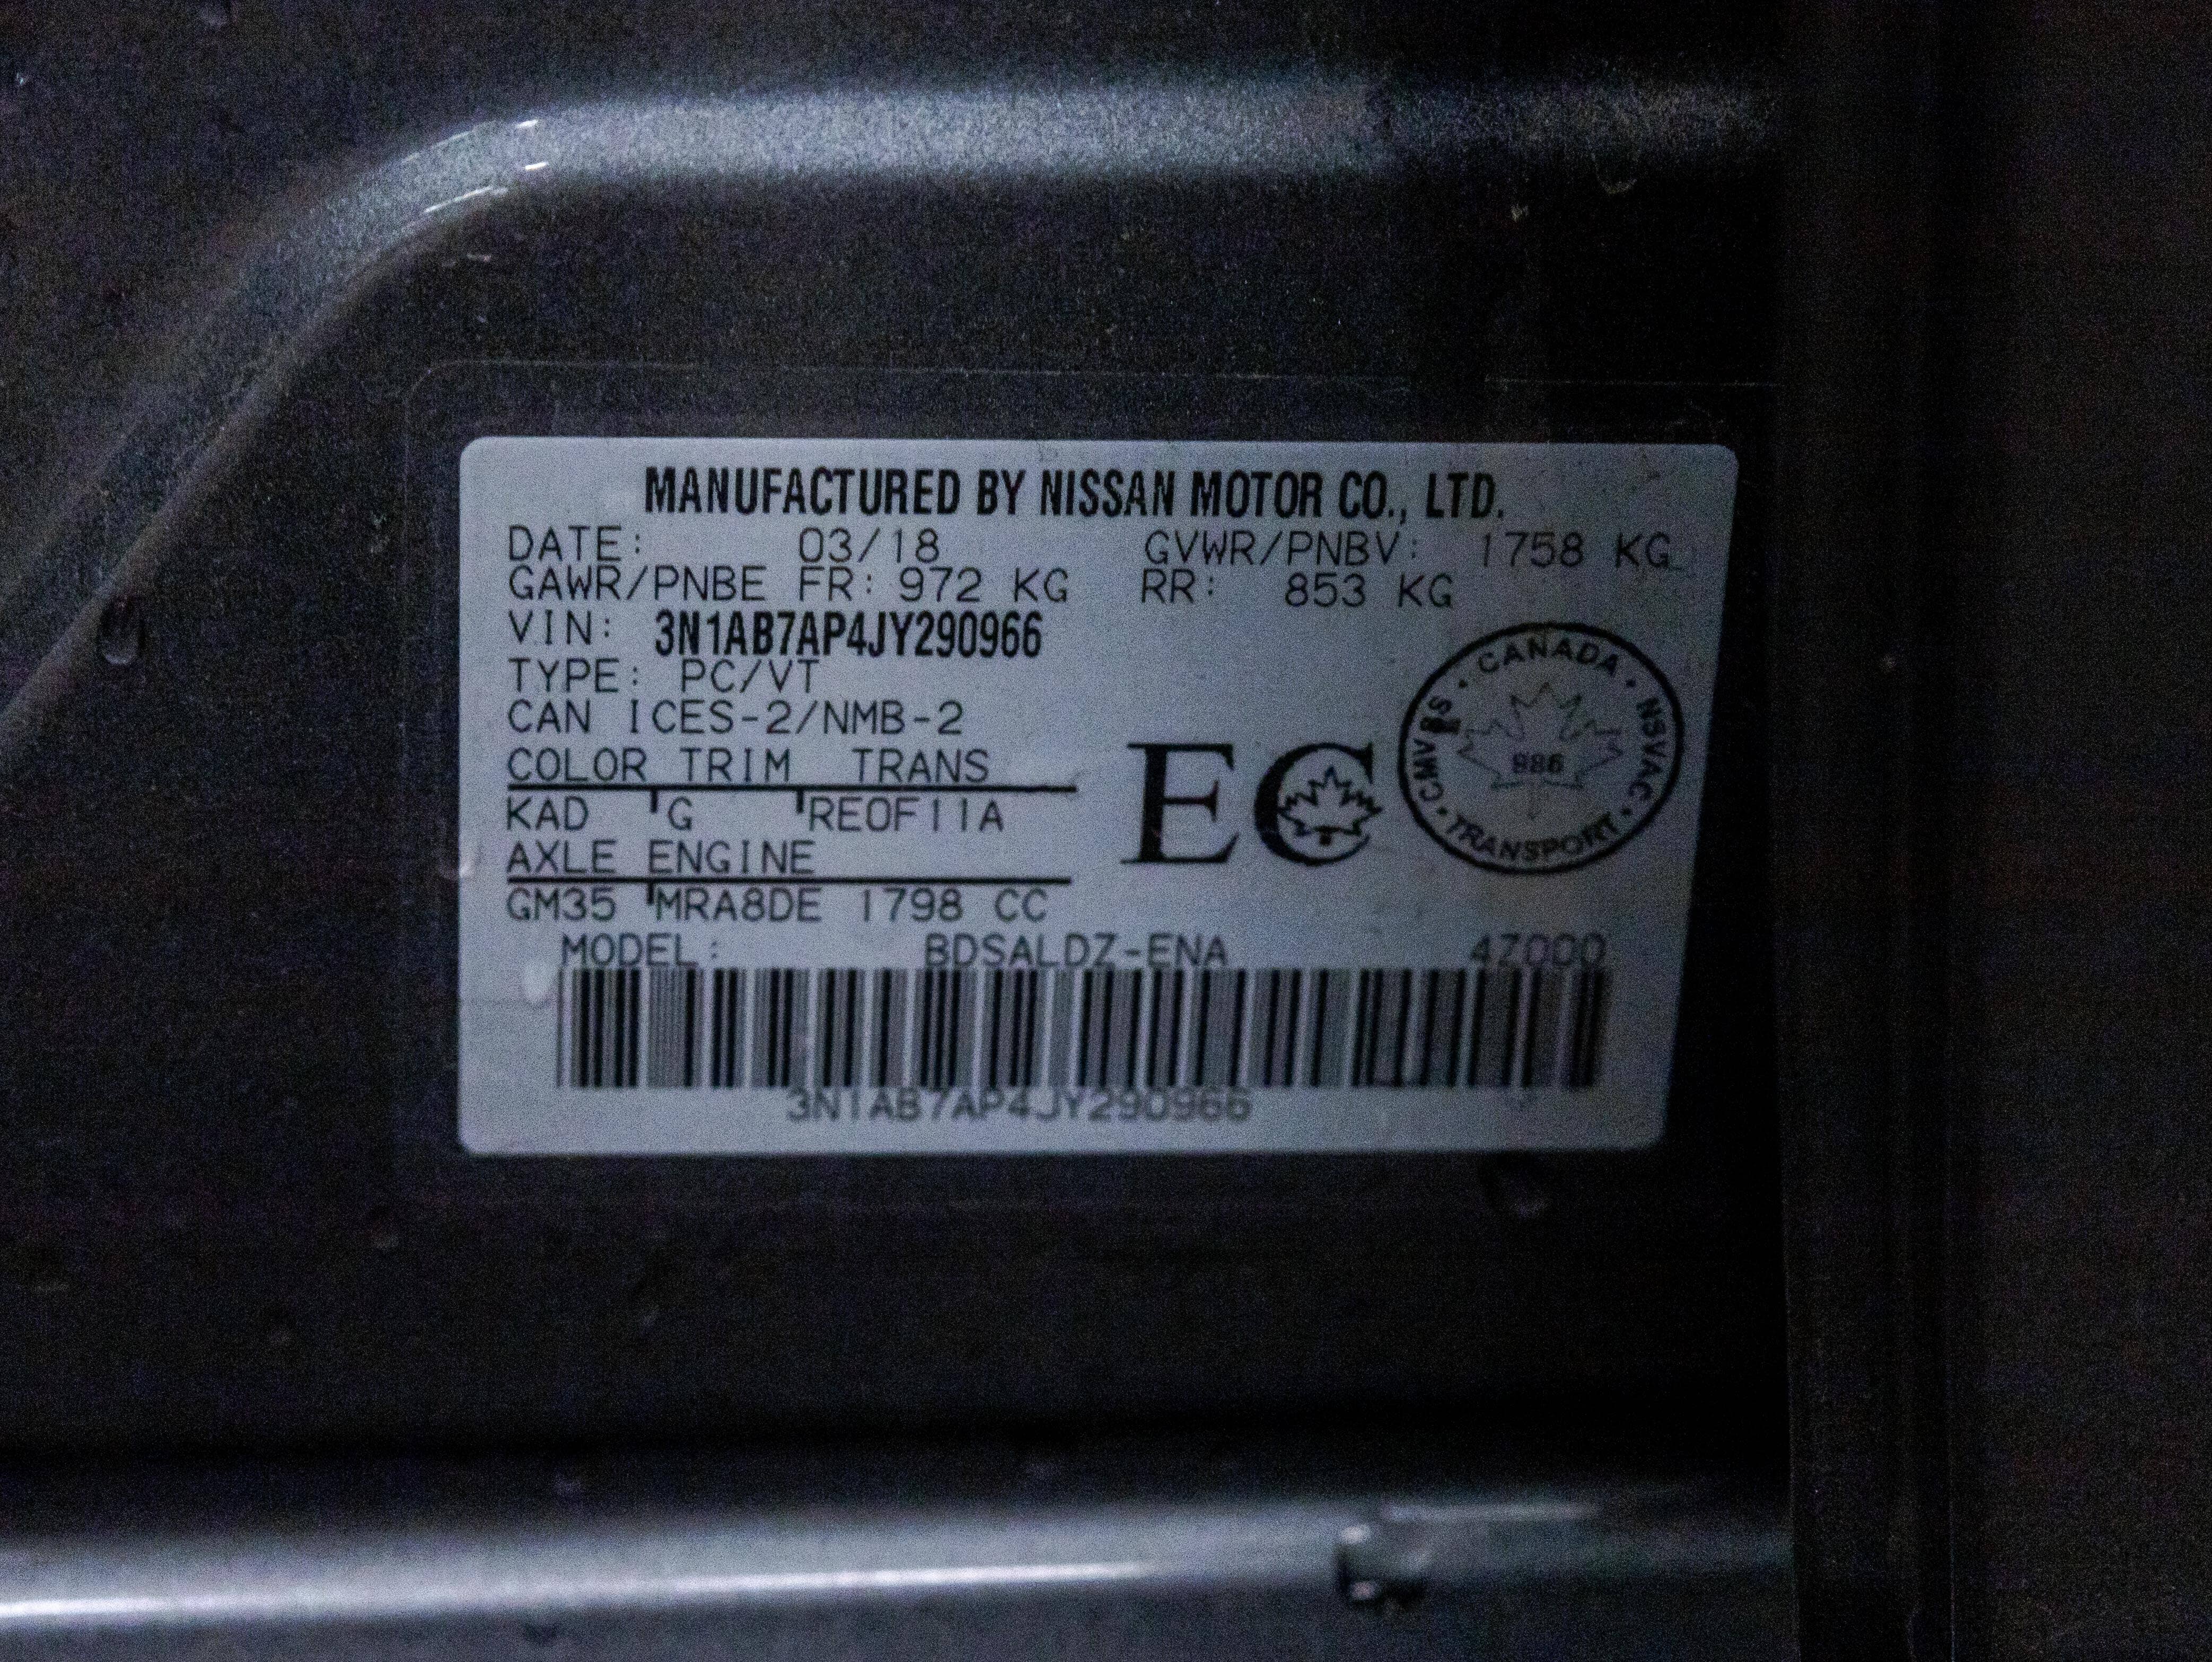 MANUFACTURED BY NISSAN MOTOR CO., LTD.
DATE: 03/18 GVWR/PNBV: 1758 KG
GAWR/PNBE FR: 972 KG RR: 853 KG
VIN: 3N1AB7AP4JY290966
TYPE: PC/VT
CAN ICES-2/NMB-2
COLOR TRIM TRANS
KAD G RE0F11A
AXLE ENGINE
GM35 MRA8DE 1798 CC
EC
CANADA · NSVAC · TRANSPORT · CMVSS ·
986
MODEL: BDSALDZ-ENA 4Z000
3N1AB7AP4JY290966